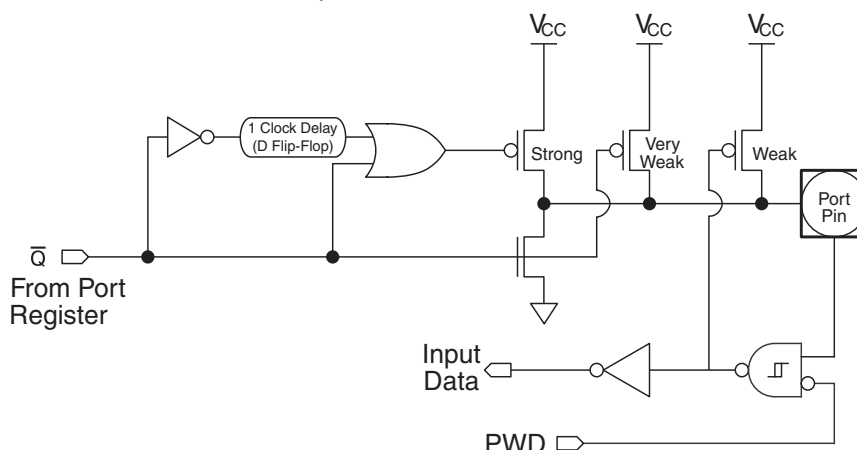 VCC
VCC
VCC
1 Clock Delay
(D Flip-Flop)
Strong
Very
Weak
Weak
Port
Pin
Q̅
From Port
Register
Input
Data
PWD